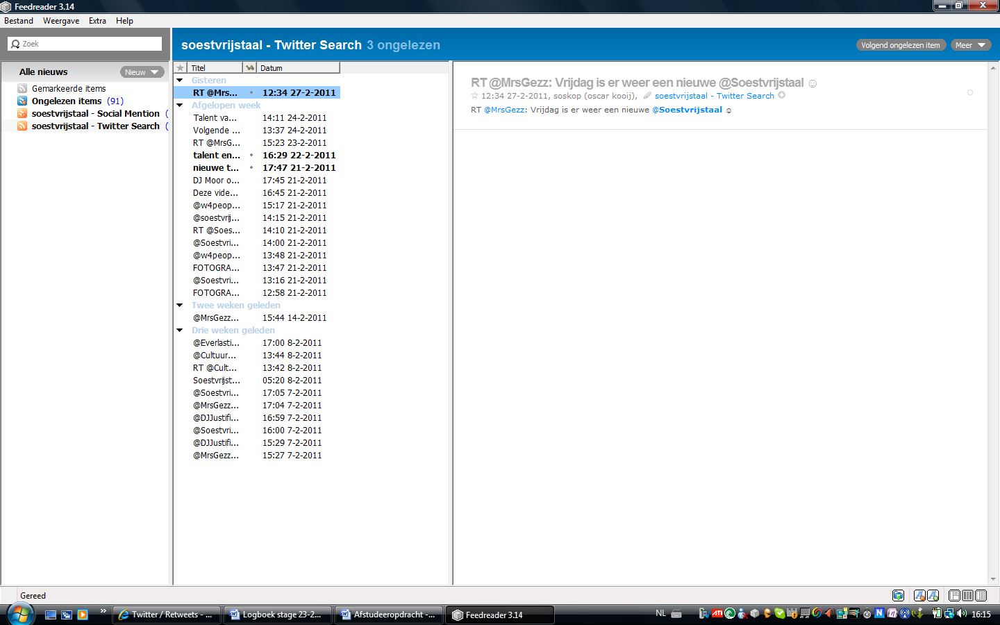 Feedreader 3.14
Bestand Weergave Extra Help
Zoek
soestvrijstaal - Twitter Search 3 ongelezen
Volgend ongelezen item Meer
Alle nieuws Nieuw
Gemarkeerde items
Ongelezen items (91)
soestvrijstaal - Social Mention (
soestvrijstaal - Twitter Search (
Titel Datum
Gisteren
RT @Mrs... 12:34 27-2-2011
Afgelopen week
Talent va... 14:11 24-2-2011
Volgende ... 13:37 24-2-2011
RT @MrsG... 15:23 23-2-2011
talent en... 16:29 22-2-2011
nieuwe t... 17:47 21-2-2011
DJ Moor o... 17:45 21-2-2011
Deze vide... 16:45 21-2-2011
@w4peop... 15:17 21-2-2011
@soestvrij... 14:15 21-2-2011
RT @Soes... 14:10 21-2-2011
@Soestvri... 14:00 21-2-2011
@w4peop... 13:48 21-2-2011
FOTOGRA... 13:47 21-2-2011
@Soestvri... 13:16 21-2-2011
FOTOGRA... 12:58 21-2-2011
Twee weken geleden
@MrsGezz... 15:44 14-2-2011
Drie weken geleden
@Everlasti... 17:00 8-2-2011
@Cultuur... 13:44 8-2-2011
RT @Cult... 13:42 8-2-2011
Soestvrijst... 05:20 8-2-2011
@Soestvri... 17:05 7-2-2011
@MrsGezz... 17:04 7-2-2011
@DJJustifi... 16:59 7-2-2011
@Soestvri... 16:00 7-2-2011
@DJJustifi... 15:29 7-2-2011
@MrsGezz... 15:27 7-2-2011
RT @MrsGezz: Vrijdag is er weer een nieuwe @Soestvrijstaal ☺
12:34 27-2-2011, soskop (oscar kooij), soestvrijstaal - Twitter Search
RT @MrsGezz: Vrijdag is er weer een nieuwe @Soestvrijstaal ☺
Gereed
Twitter / Retweets - ... Logboek stage 23-2... Afstudeeropdracht -... Feedreader 3.14 NL ATI 16:15